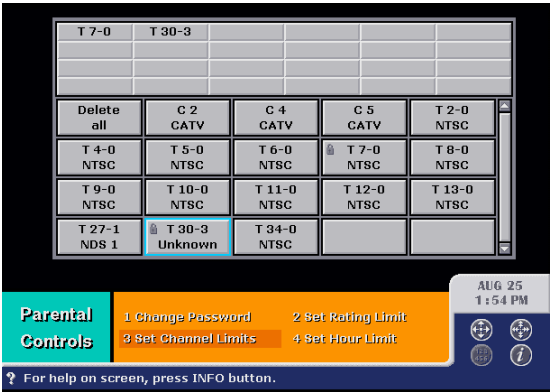 T 7-0 T 30-3
Delete all C 2 CATV C 4 CATV C 5 CATV T 2-0 NTSC
T 4-0 NTSC T 5-0 NTSC T 6-0 NTSC T 7-0 NTSC T 8-0 NTSC
T 9-0 NTSC T 10-0 NTSC T 11-0 NTSC T 12-0 NTSC T 13-0 NTSC
T 27-1 NDS 1 T 30-3 Unknown T 34-0 NTSC
AUG 25
1:54 PM
Parental Controls
1 Change Password 2 Set Rating Limit
3 Set Channel Limits 4 Set Hour Limit
? For help on screen, press INFO button.